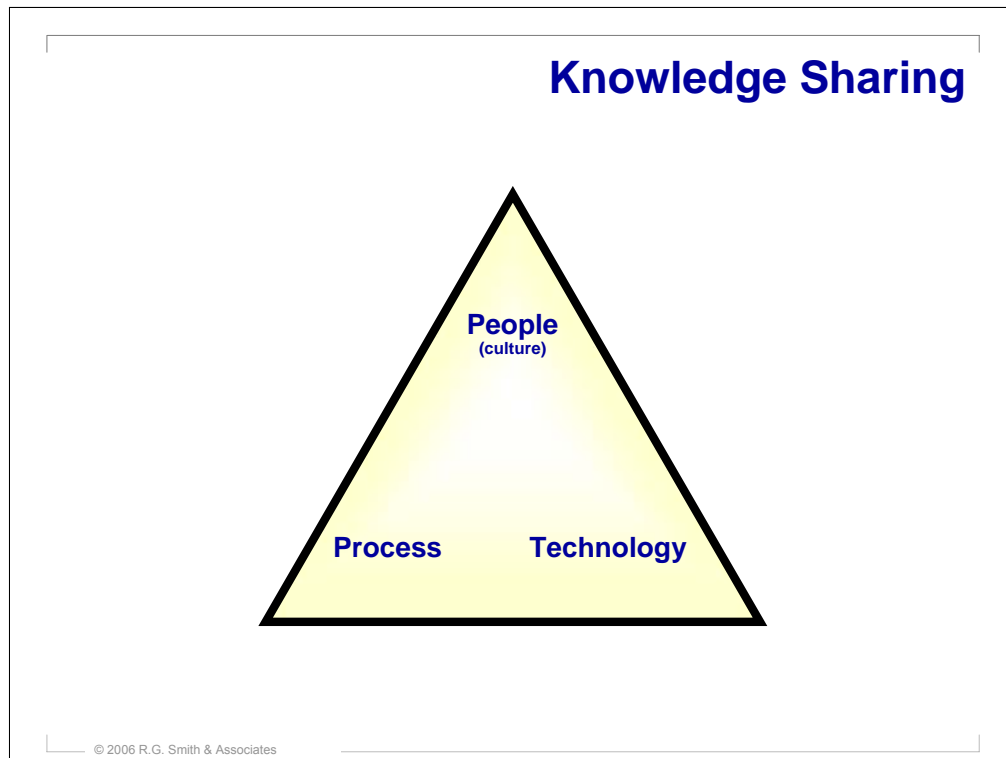 Knowledge Sharing
People
(culture)
Process Technology
© 2006 R.G. Smith & Associates